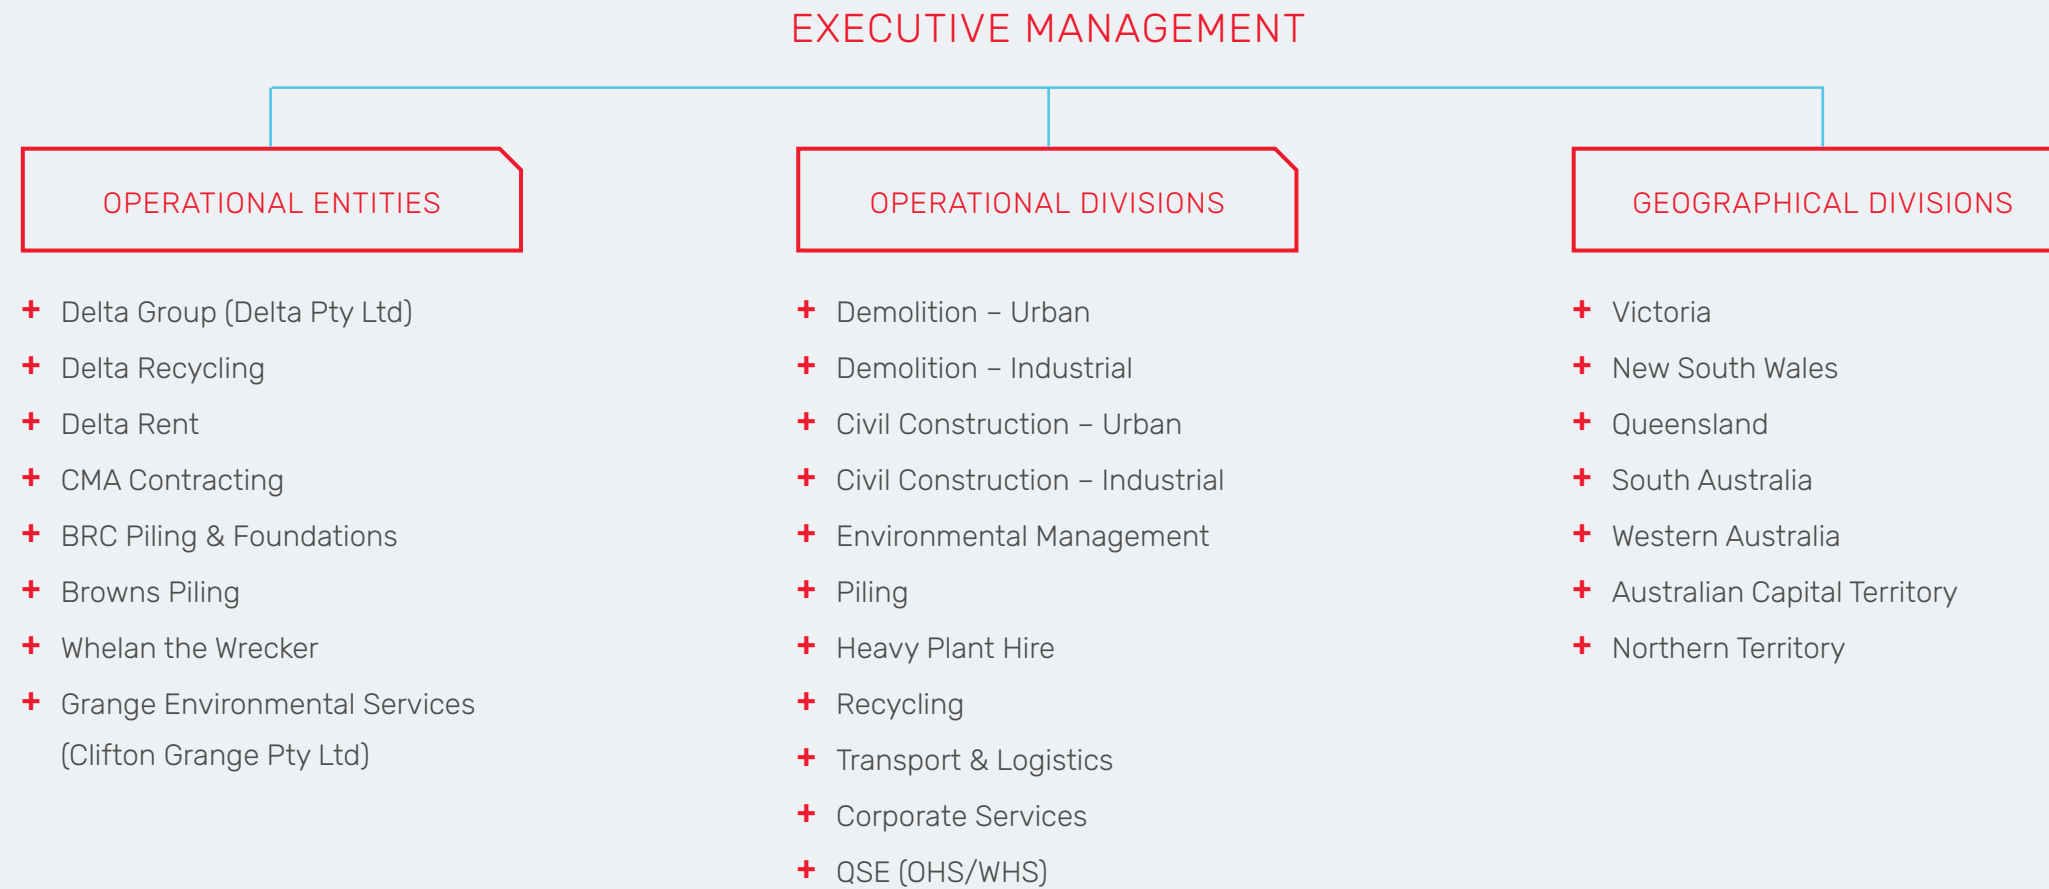 EXECUTIVE MANAGEMENT
OPERATIONAL ENTITIES
+ Delta Group (Delta Pty Ltd)
+ Delta Recycling
+ Delta Rent
+ CMA Contracting
+ BRC Piling & Foundations
+ Browns Piling
+ Whelan the Wrecker
+ Grange Environmental Services
(Clifton Grange Pty Ltd)
OPERATIONAL DIVISIONS
+ Demolition – Urban
+ Demolition – Industrial
+ Civil Construction – Urban
+ Civil Construction – Industrial
+ Environmental Management
+ Piling
+ Heavy Plant Hire
+ Recycling
+ Transport & Logistics
+ Corporate Services
+ QSE (OHS/WHS)
GEOGRAPHICAL DIVISIONS
+ Victoria
+ New South Wales
+ Queensland
+ South Australia
+ Western Australia
+ Australian Capital Territory
+ Northern Territory